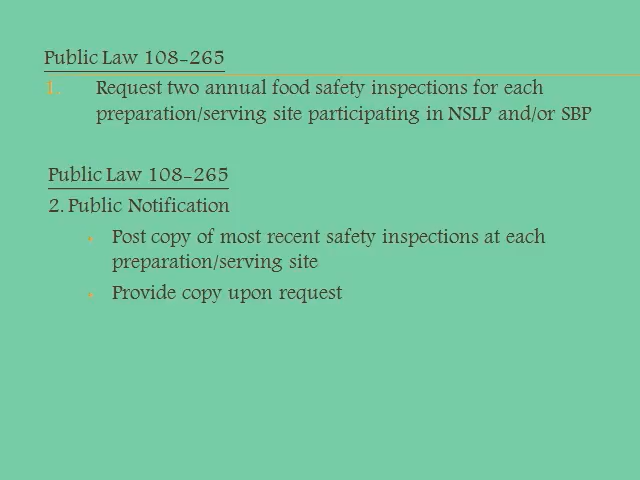 Public Law 108-265
1. Request two annual food safety inspections for each
preparation/serving site participating in NSLP and/or SBP
Public Law 108-265
2. Public Notification
• Post copy of most recent safety inspections at each
preparation/serving site
• Provide copy upon request